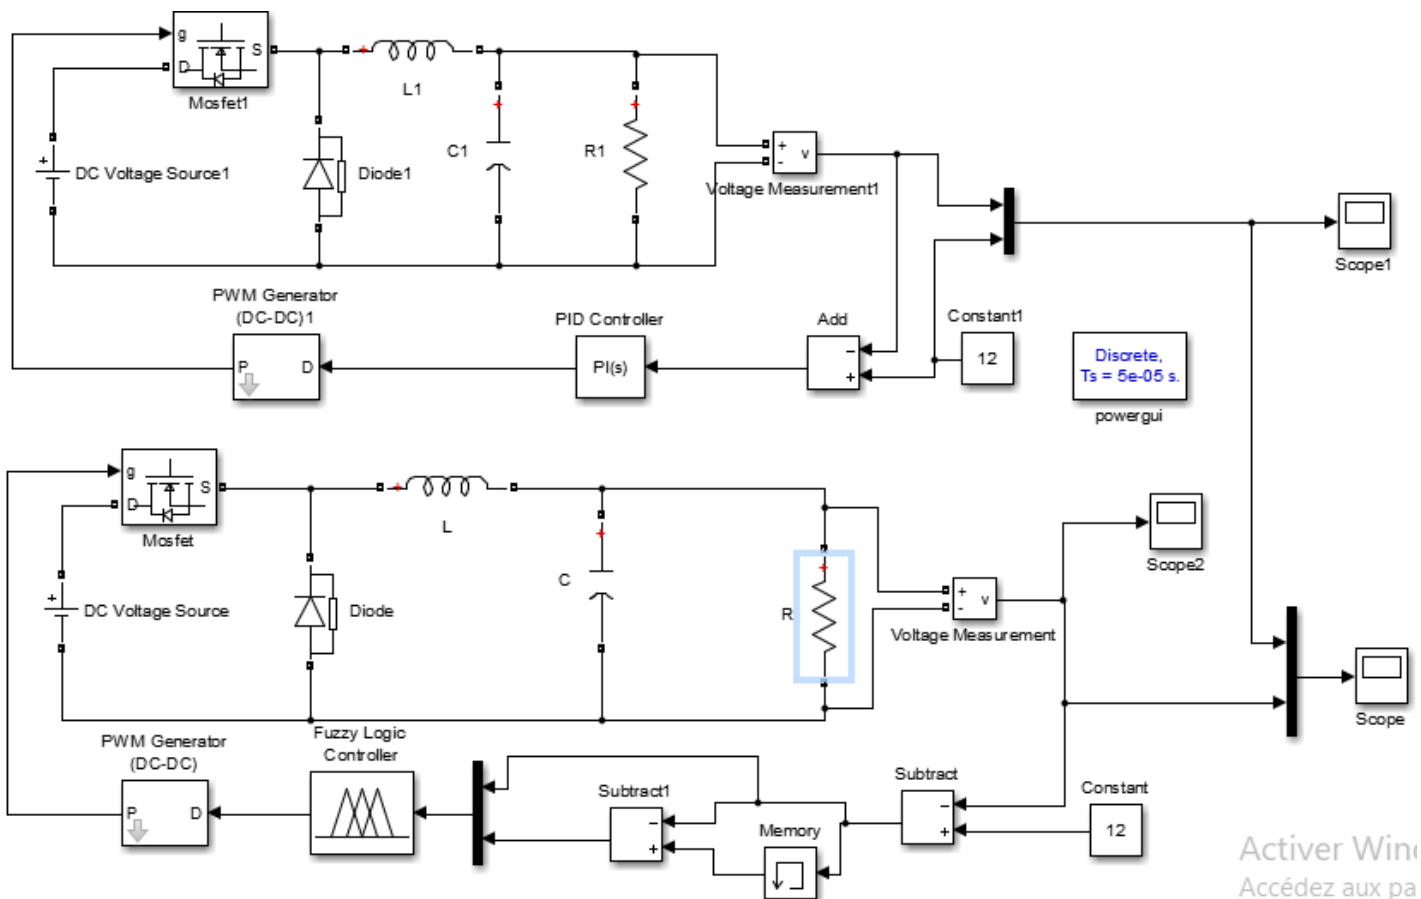 g
S
D
Mosfet1
L1
+
DC Voltage Source1
Diode1
C1
R1
+
-
v
Voltage Measurement1
Scope1
PWM Generator
(DC-DC)1
P
D
PID Controller
PI(s)
Add
−
+
Constant1
12
Discrete,
Ts = 5e-05 s.
powergui
g
S
D
Mosfet
L
+
DC Voltage Source
Diode
C
R
+
-
v
Voltage Measurement
Scope2
Scope
PWM Generator
(DC-DC)
P
D
Fuzzy Logic
Controller
Subtract1
−
+
Memory
Subtract
−
+
Constant
12
Activer Wind
Accédez aux pa